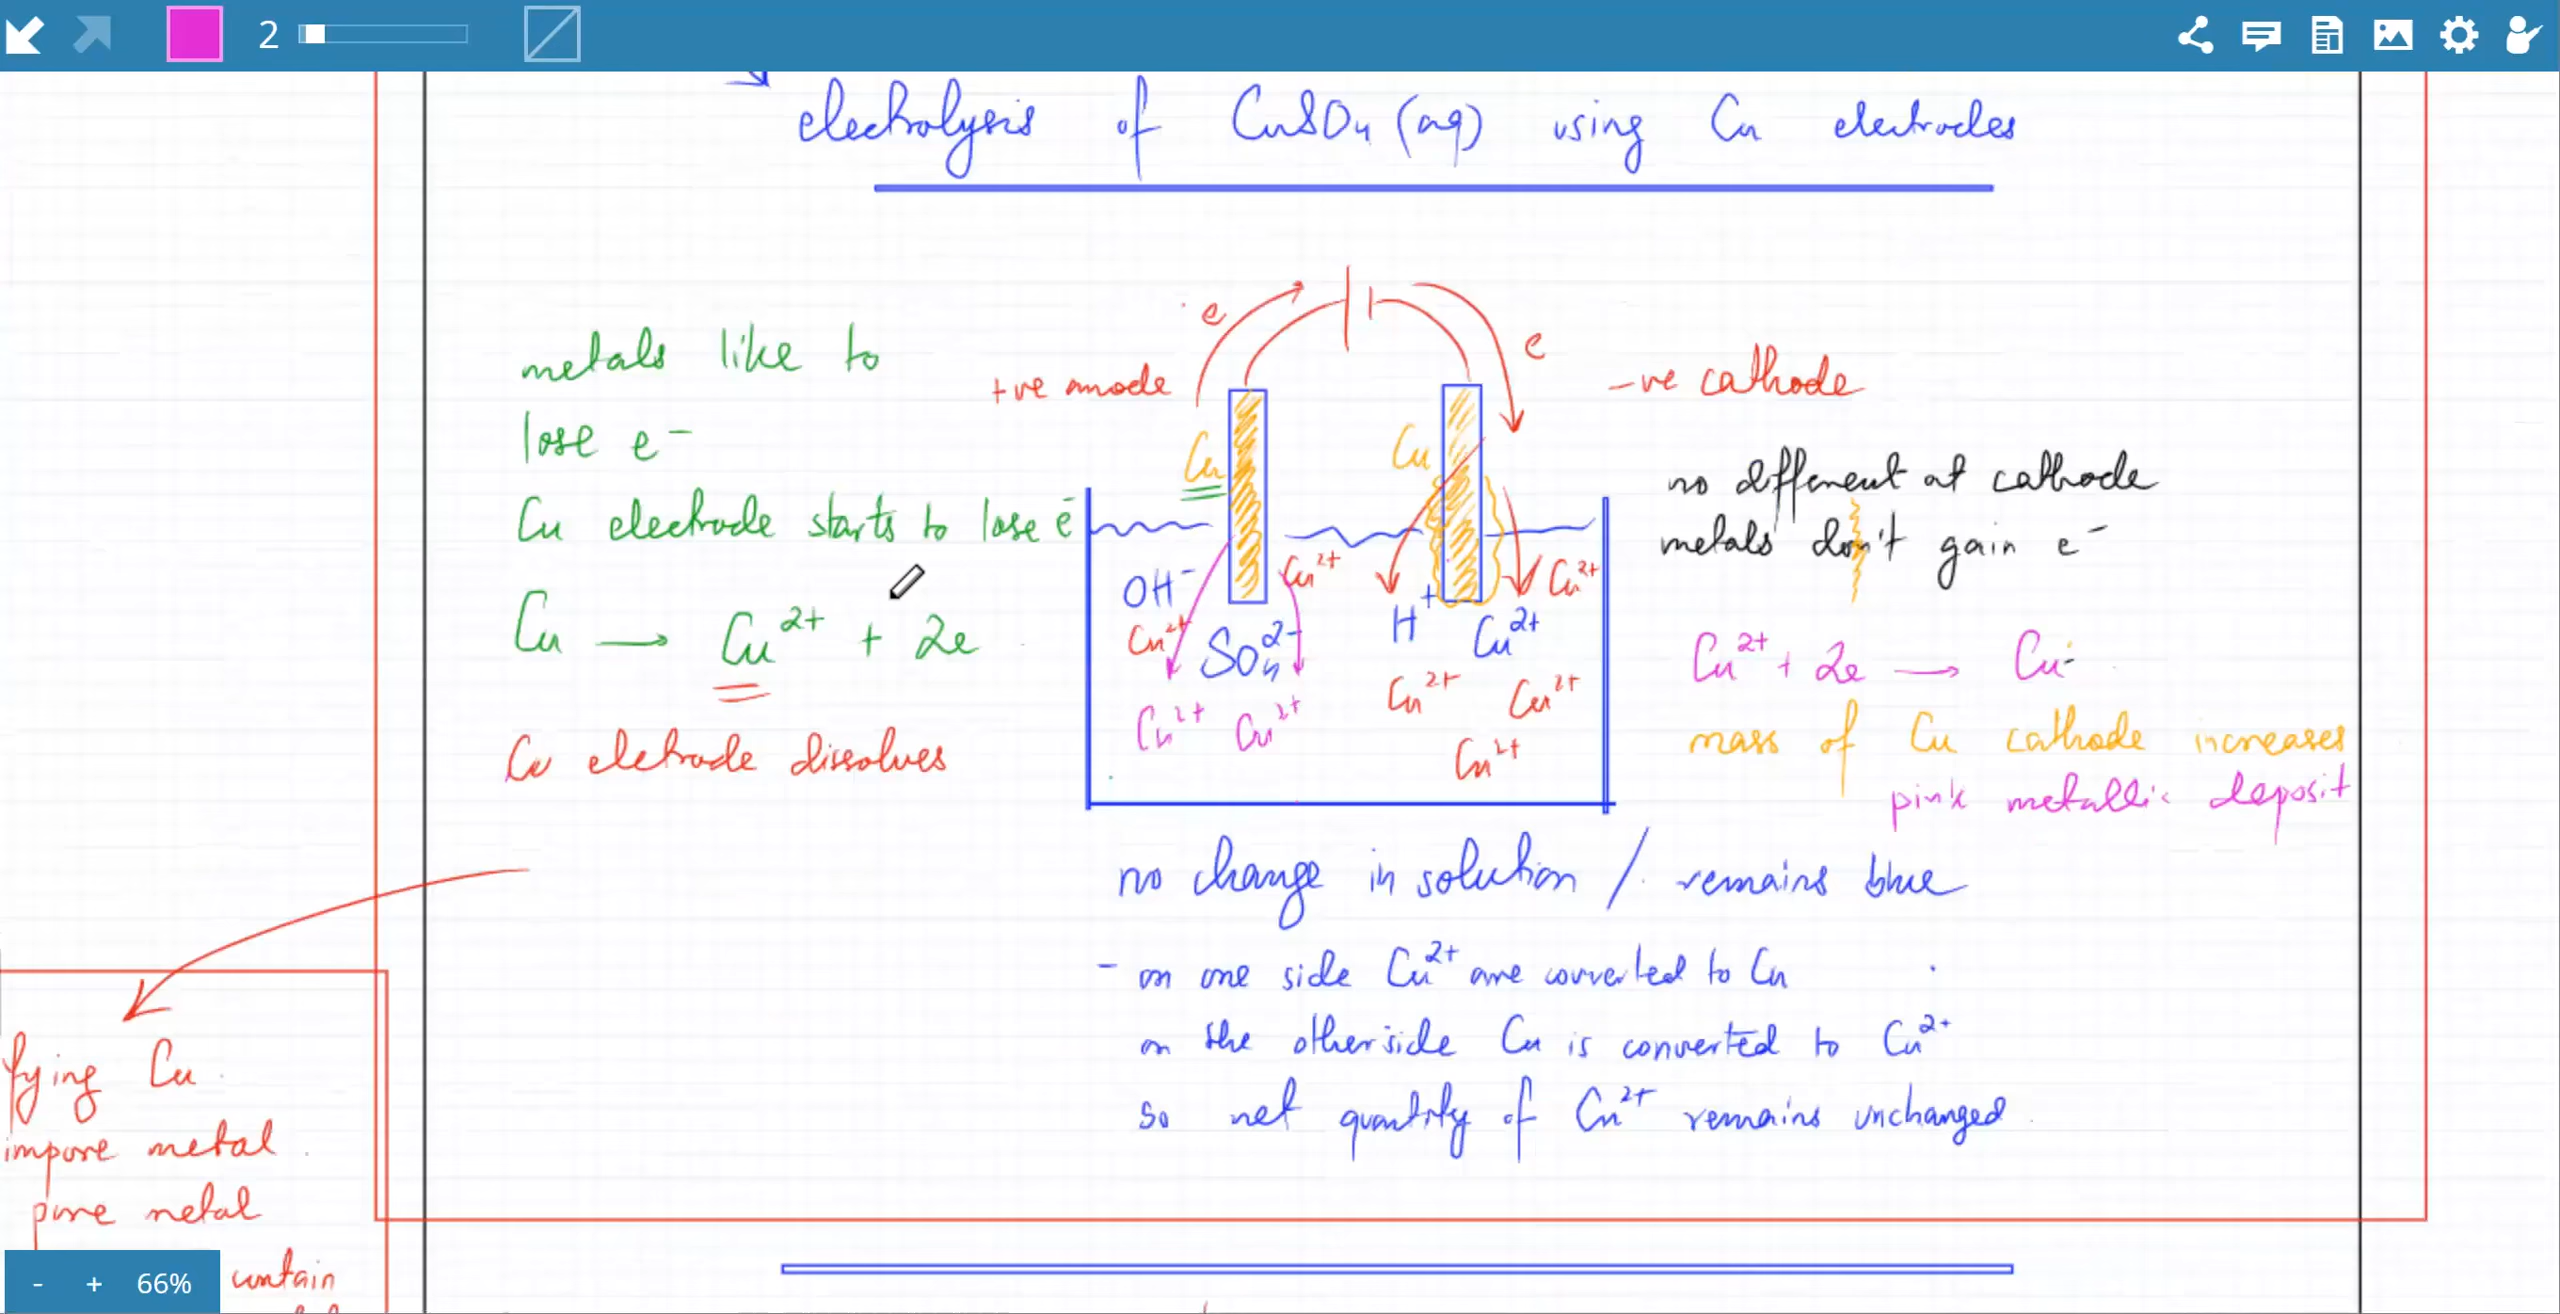 2
electrolysis of CuSO4 (aq) using Cu electrodes
metals like to
lose e-
Cu electrode starts to lose e-
Cu → Cu2+ + 2e
Cu eletrode dissolves
e
e
+ve anode
-ve cathode
Cu
Cu
OH-
Cu2+
H+
Cu2+
Cu2+
SO42-
Cu2+
Cu2+
Cu2+
Cu2+
Cu2+
Cu2+
Cu2+
no different at cathode
metals don't gain e-
Cu2+ + 2e → Cu
mass of Cu cathode increases
pink metallic deposit
no change in solution / remains blue
- on one side Cu2+ are converted to Cu
on the otherside Cu is converted to Cu2+
so net quantity of Cu2+ remains unchanged
fying Cu
impure metal
pure metal
contain
- + 66%